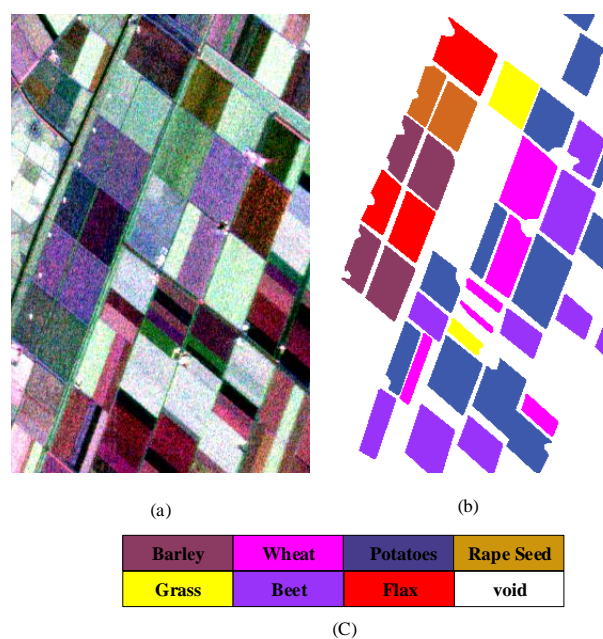 (a)
(b)
Barley Wheat Potatoes Rape Seed
Grass Beet Flax void
(C)